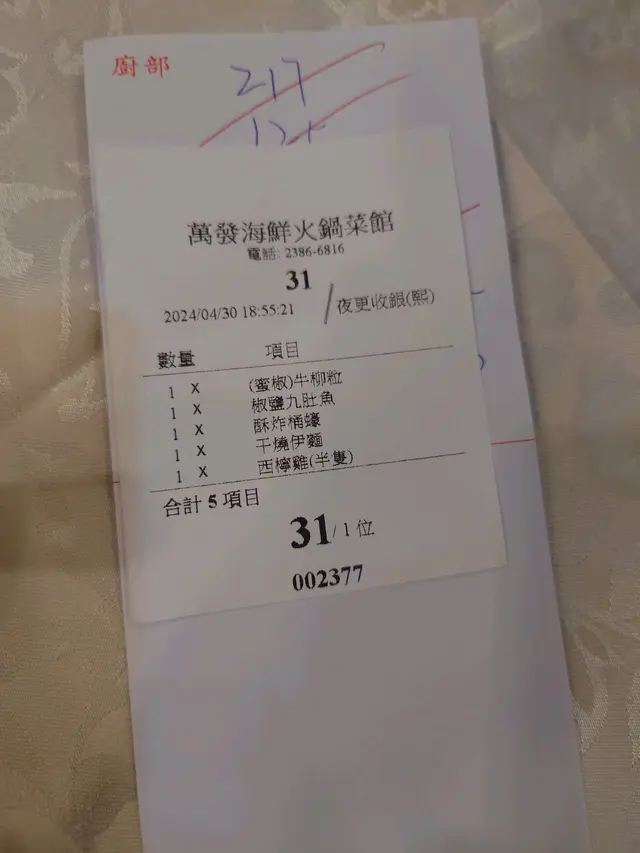 廚部
217
12+
萬發海鮮火鍋菜館
電話: 2386-6816
31
2024/04/30 18:55:21 /夜更收銀(熙)
數量 項目
1 X (蜜椒)牛柳粒
1 X 椒鹽九肚魚
1 X 酥炸桶蠔
1 X 干燒伊麵
1 X 西檸雞(半隻)
合計 5 項目
31/ 1 位
002377